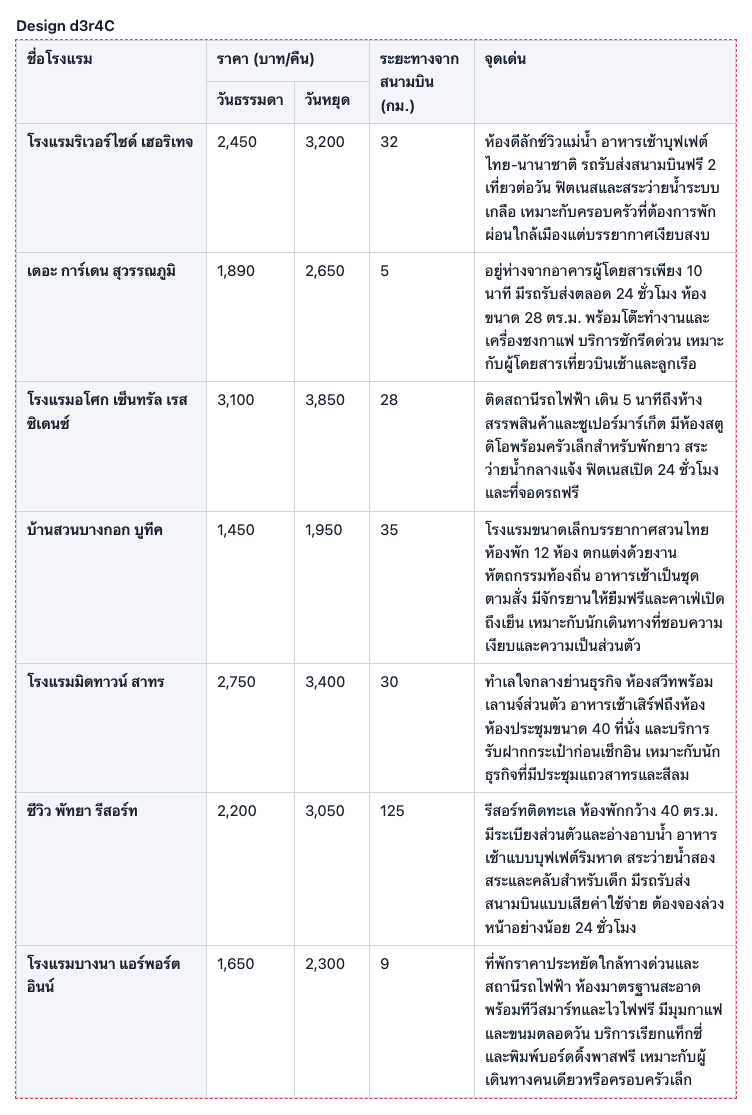 Design d3r4C
ชื่อโรงแรม
ราคา (บาท/คืน)
ระยะทางจาก
สนามบิน
(กม.)
จุดเด่น
วันธรรมดา
วันหยุด
โรงแรมริเวอร์ไซด์ เฮอริเทจ
2,450
3,200
32
ห้องดีลักซ์วิวแม่น้ำ อาหารเช้าบุฟเฟต์
ไทย-นานาชาติ รถรับส่งสนามบินฟรี 2
เที่ยวต่อวัน ฟิตเนสและสระว่ายน้ำระบบ
เกลือ เหมาะกับครอบครัวที่ต้องการพัก
ผ่อนใกล้เมืองแต่บรรยากาศเงียบสงบ
เดอะ การ์เดน สุวรรณภูมิ
1,890
2,650
5
อยู่ห่างจากอาคารผู้โดยสารเพียง 10
นาที มีรถรับส่งตลอด 24 ชั่วโมง ห้อง
ขนาด 28 ตร.ม. พร้อมโต๊ะทำงานและ
เครื่องชงกาแฟ บริการซักรีดด่วน เหมาะ
กับผู้โดยสารเที่ยวบินเช้าและลูกเรือ
โรงแรมอโศก เซ็นทรัล เรส
ซิเดนซ์
3,100
3,850
28
ติดสถานีรถไฟฟ้า เดิน 5 นาทีถึงห้าง
สรรพสินค้าและซูเปอร์มาร์เก็ต มีห้องสตู
ดิโอพร้อมครัวเล็กสำหรับพักยาว สระ
ว่ายน้ำกลางแจ้ง ฟิตเนสเปิด 24 ชั่วโมง
และที่จอดรถฟรี
บ้านสวนบางกอก บูทีค
1,450
1,950
35
โรงแรมขนาดเล็กบรรยากาศสวนไทย
ห้องพัก 12 ห้อง ตกแต่งด้วยงาน
หัตถกรรมท้องถิ่น อาหารเช้าเป็นชุด
ตามสั่ง มีจักรยานให้ยืมฟรีและคาเฟ่เปิด
ถึงเย็น เหมาะกับนักเดินทางที่ชอบความ
เงียบและความเป็นส่วนตัว
โรงแรมมิดทาวน์ สาทร
2,750
3,400
30
ทำเลใจกลางย่านธุรกิจ ห้องสวีทพร้อม
เลานจ์ส่วนตัว อาหารเช้าเสิร์ฟถึงห้อง
ห้องประชุมขนาด 40 ที่นั่ง และบริการ
รับฝากกระเป๋าก่อนเช็กอิน เหมาะกับนัก
ธุรกิจที่มีประชุมแถวสาทรและสีลม
ซีวิว พัทยา รีสอร์ท
2,200
3,050
125
รีสอร์ทติดทะเล ห้องพักกว้าง 40 ตร.ม.
มีระเบียงส่วนตัวและอ่างอาบน้ำ อาหาร
เช้าแบบบุฟเฟต์ริมหาด สระว่ายน้ำสอง
สระและคลับสำหรับเด็ก มีรถรับส่ง
สนามบินแบบเสียค่าใช้จ่าย ต้องจองล่วง
หน้าอย่างน้อย 24 ชั่วโมง
โรงแรมบางนา แอร์พอร์ต
อินน์
1,650
2,300
9
ที่พักราคาประหยัดใกล้ทางด่วนและ
สถานีรถไฟฟ้า ห้องมาตรฐานสะอาด
พร้อมทีวีสมาร์ทและไวไฟฟรี มีมุมกาแฟ
และขนมตลอดวัน บริการเรียกแท็กซี่
และพิมพ์บอร์ดดิ้งพาสฟรี เหมาะกับผู้
เดินทางคนเดียวหรือครอบครัวเล็ก